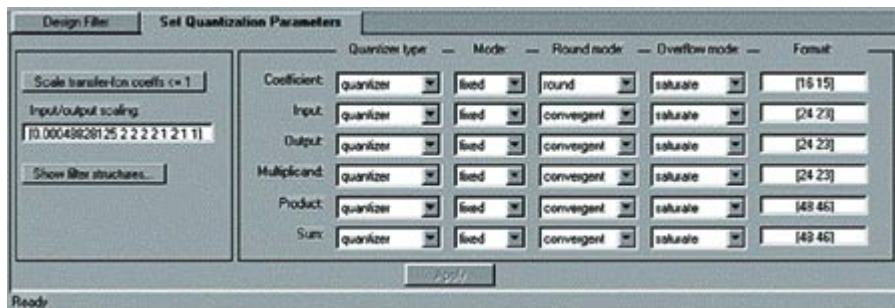 Design Filter Set Quantization Parameters
Quantizer type: Mode: Round mode: Overflow mode: Format:
Scale transfer-fcn coeffs <= 1
Input/output scaling:
[0.00048828125 2 2 2 2 1 2 1 1]
Show filter structures...
Coefficient: quantizer fixed round saturate [16 15]
Input: quantizer fixed convergent saturate [24 23]
Output: quantizer fixed convergent saturate [24 23]
Multiplicand: quantizer fixed convergent saturate [24 23]
Product: quantizer fixed convergent saturate [48 46]
Sum: quantizer fixed convergent saturate [48 46]
Apply
Ready